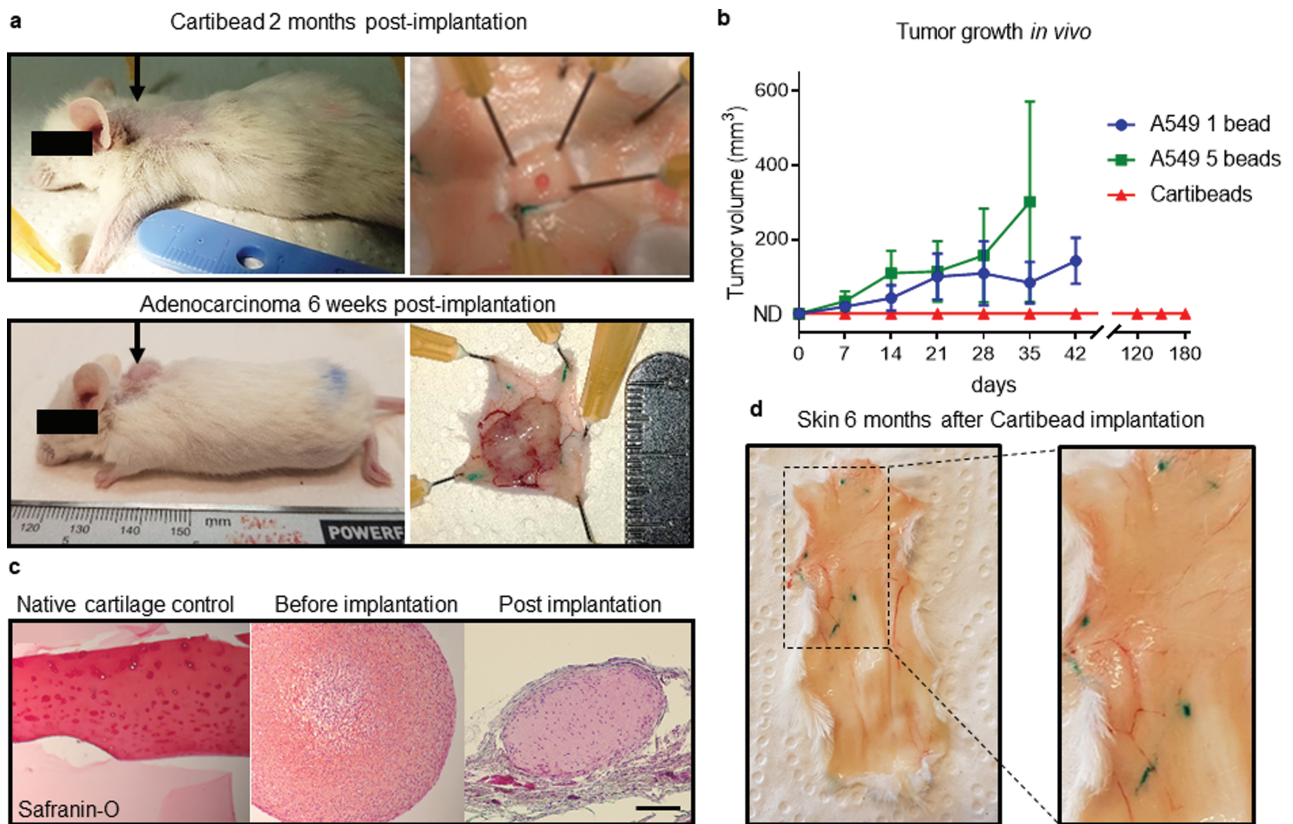 a
Cartibead 2 months post-implantation
Adenocarcinoma 6 weeks post-implantation
120 130 140 150 mm
5
POWERF
b
Tumor growth in vivo
Tumor volume (mm3)
600
400
200
ND
0 7 14 21 28 35 42 120 180
days
A549 1 bead
A549 5 beads
Cartibeads
c
Native cartilage control
Before implantation
Post implantation
Safranin-O
d
Skin 6 months after Cartibead implantation